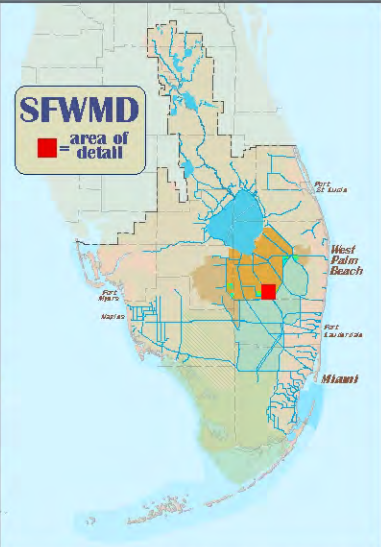 SFWMD
= area of
detail
Port
St Lucie
West
Palm
Beach
Fort
Myers
Naples
Fort
Lauderdale
Miami